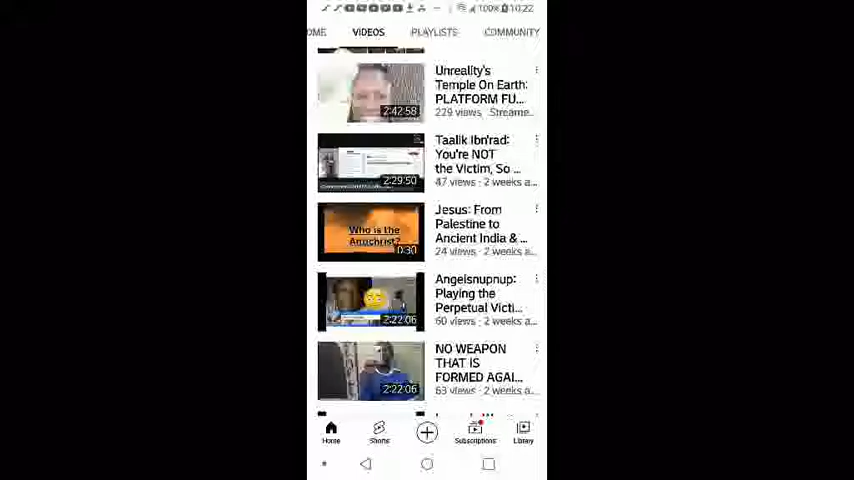 100% 10:22
OME VIDEOS PLAYLISTS COMMUNITY
Unreality's
Temple On Earth:
PLATFORM FU...
229 views · Streame..
2:42:58
Taalik Ibn'rad:
You're NOT
the Victim, So ...
47 views · 2 weeks a...
2:29:50
Jesus: From
Palestine to
Ancient India & ...
24 views · 2 weeks a...
Who is the
Antichrist?
0:30
Angelsnupnup:
Playing the
Perpetual Victi...
60 views · 2 weeks a...
2:22:06
NO WEAPON
THAT IS
FORMED AGAI...
63 views · 2 weeks a...
2:22:06
Home Shorts Subscriptions Library